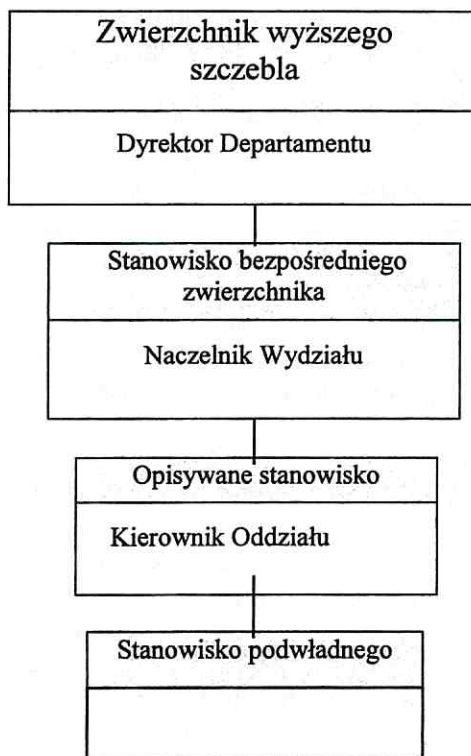 Zwierzchnik wyższego
szczebla
Dyrektor Departamentu
Stanowisko bezpośredniego
zwierzchnika
Naczelnik Wydziału
Opisywane stanowisko
Kierownik Oddziału
Stanowisko podwładnego